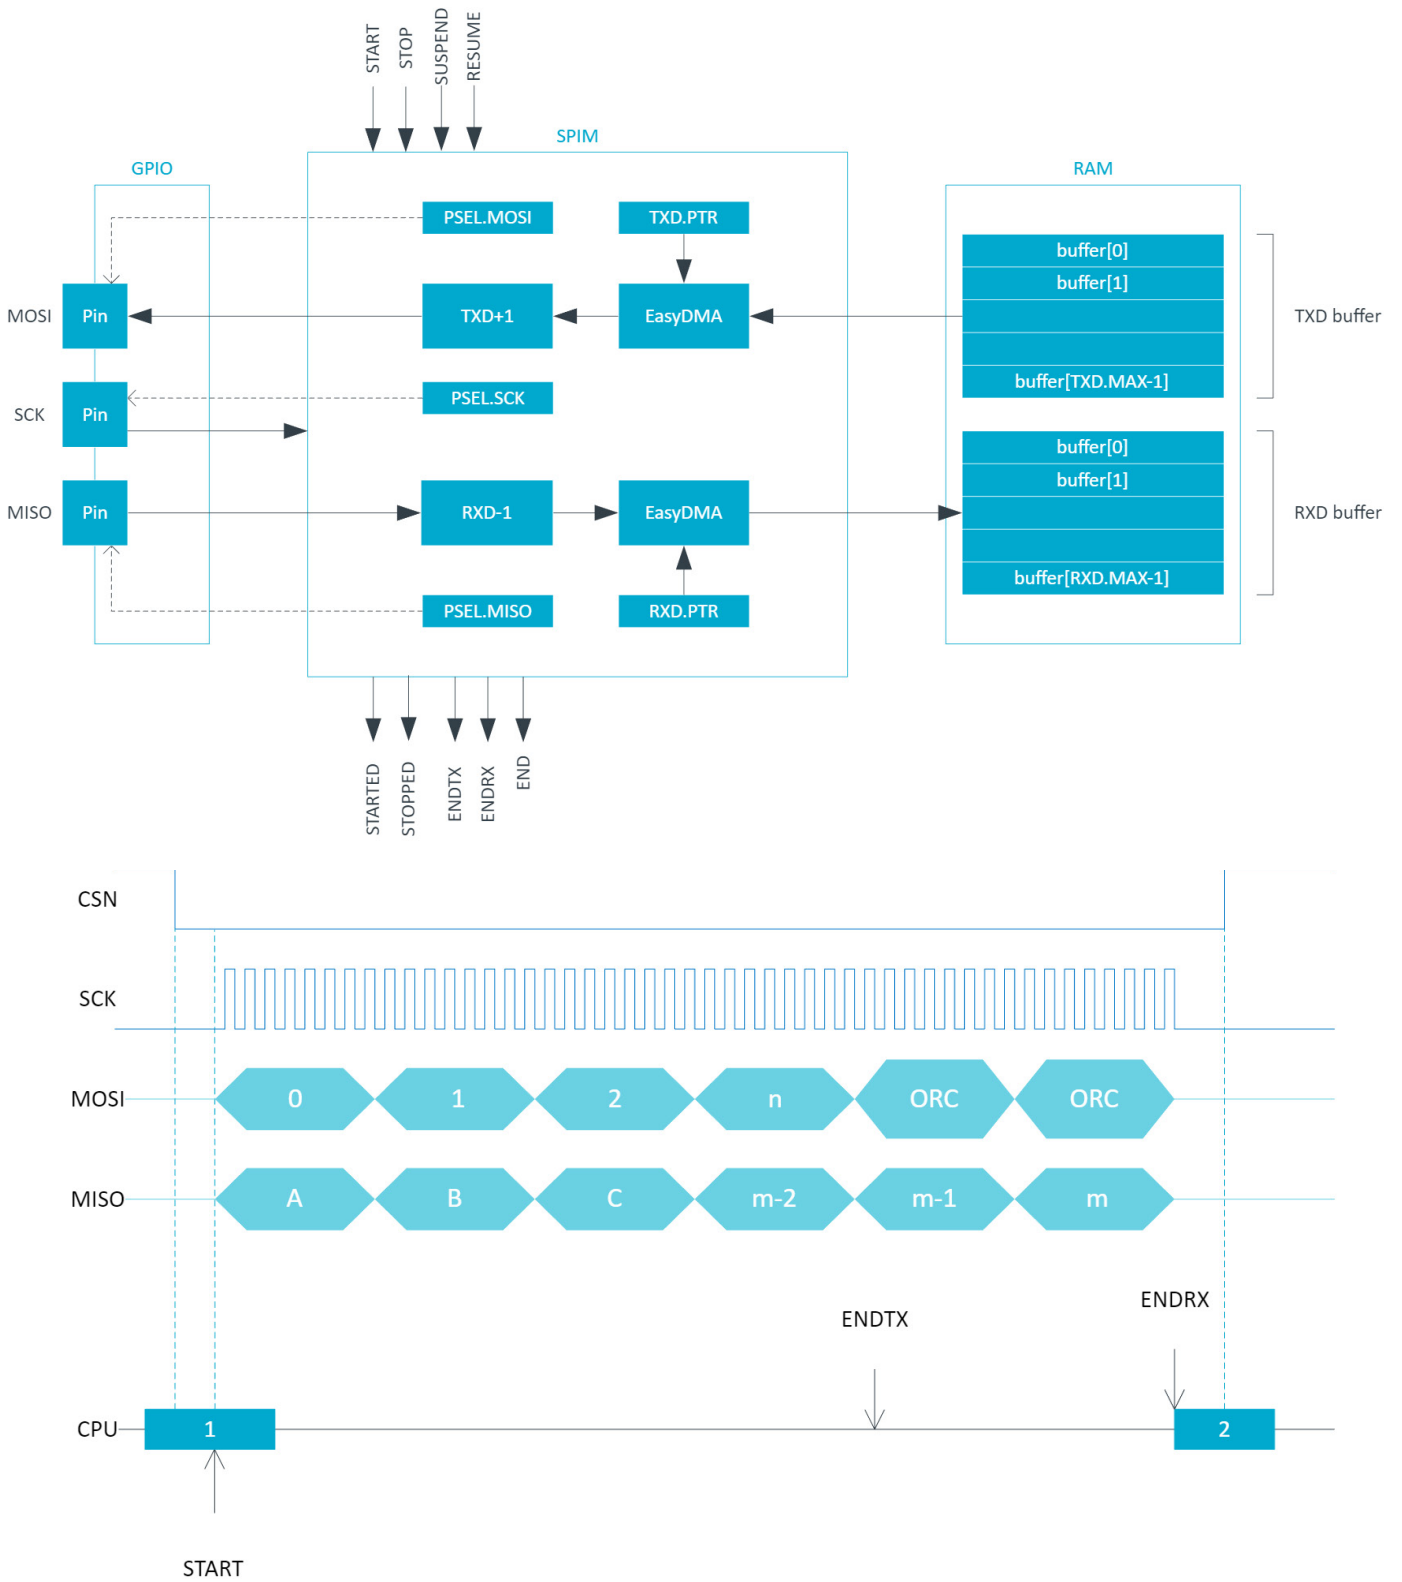 START
STOP
SUSPEND
RESUME
SPIM
GPIO
RAM
PSEL.MOSI
TXD.PTR
buffer[0]
buffer[1]
MOSI
Pin
TXD+1
EasyDMA
TXD buffer
buffer[TXD.MAX-1]
PSEL.SCK
SCK
Pin
buffer[0]
buffer[1]
MISO
Pin
RXD-1
EasyDMA
RXD buffer
buffer[RXD.MAX-1]
PSEL.MISO
RXD.PTR
STARTED
STOPPED
ENDTX
ENDRX
END
CSN
SCK
MOSI
0
1
2
n
ORC
ORC
MISO
A
B
C
m-2
m-1
m
ENDRX
ENDTX
CPU
1
2
START